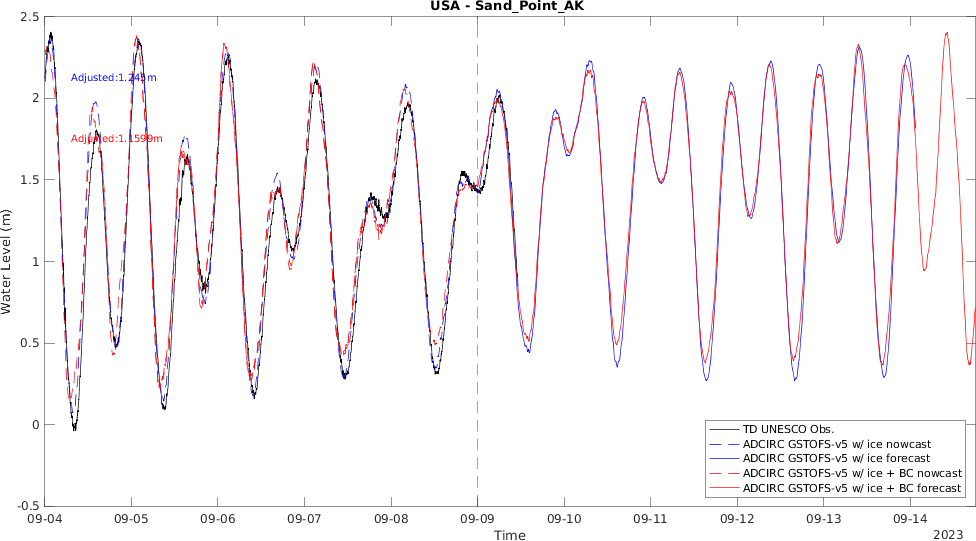 USA - Sand_Point_AK
2.5
2
1.5
1
0.5
0
-0.5
Water Level (m)
Adjusted:1.245m
Adjusted:1.1599m
TD UNESCO Obs.
ADCIRC GSTOFS-v5 w/ ice nowcast
ADCIRC GSTOFS-v5 w/ ice forecast
ADCIRC GSTOFS-v5 w/ ice + BC nowcast
ADCIRC GSTOFS-v5 w/ ice + BC forecast
09-04 09-05 09-06 09-07 09-08 09-09 09-10 09-11 09-12 09-13 09-14
Time
2023